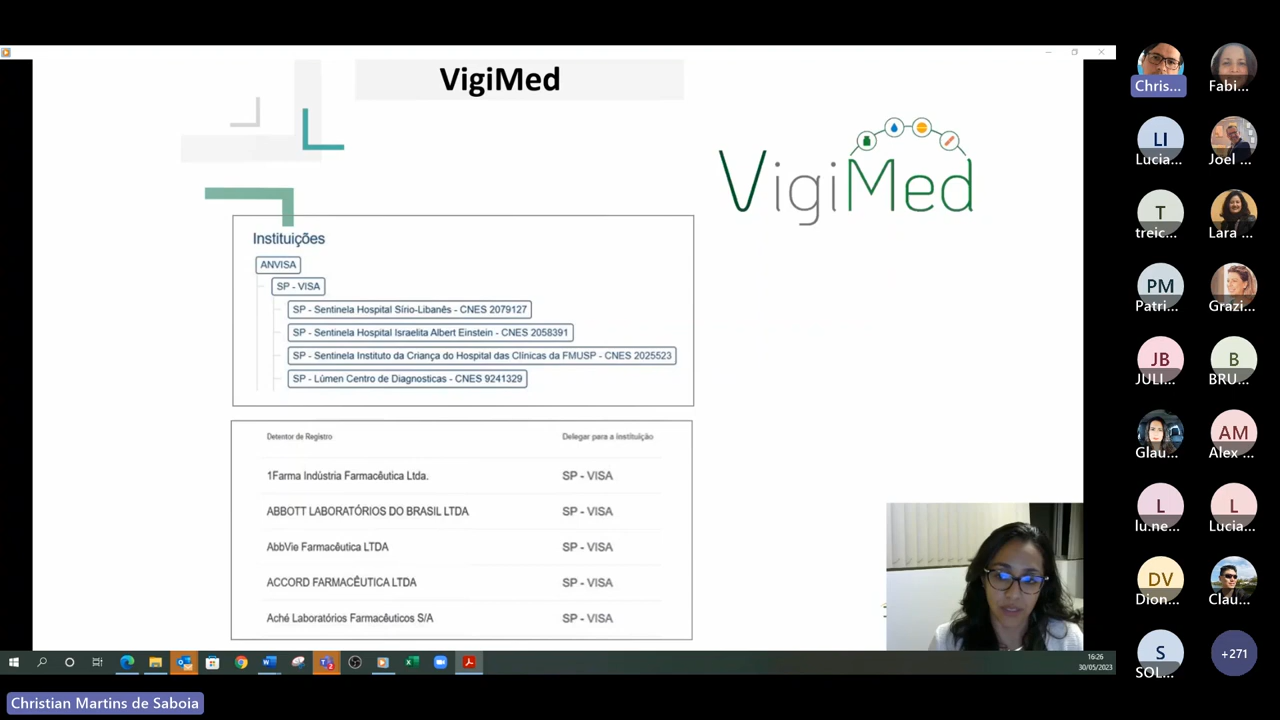 VigiMed
VigiMed
Instituições
ANVISA
SP - VISA
SP - Sentinela Hospital Sírio-Libanês - CNES 2079127
SP - Sentinela Hospital Israelita Albert Einstein - CNES 2058391
SP - Sentinela Instituto da Criança do Hospital das Clínicas da FMUSP - CNES 2025523
SP - Lúmen Centro de Diagnosticas - CNES 9241329
Detentor de Registro Delegar para a instituição
1Farma Indústria Farmacêutica Ltda. SP - VISA
ABBOTT LABORATÓRIOS DO BRASIL LTDA SP - VISA
AbbVie Farmacêutica LTDA SP - VISA
ACCORD FARMACÊUTICA LTDA SP - VISA
Aché Laboratórios Farmacêuticos S/A SP - VISA
16:26
30/05/2023
Christian Martins de Saboia
Chris... Fabi...
LI
Lucia... Joel ...
T
treic... Lara ...
PM
Patri... Grazi...
JB B
JULI... BRU...
AM
Glau... Alex ...
L L
lu.ne... Lucia...
DV
Dion... Clau...
S +271
SOL...